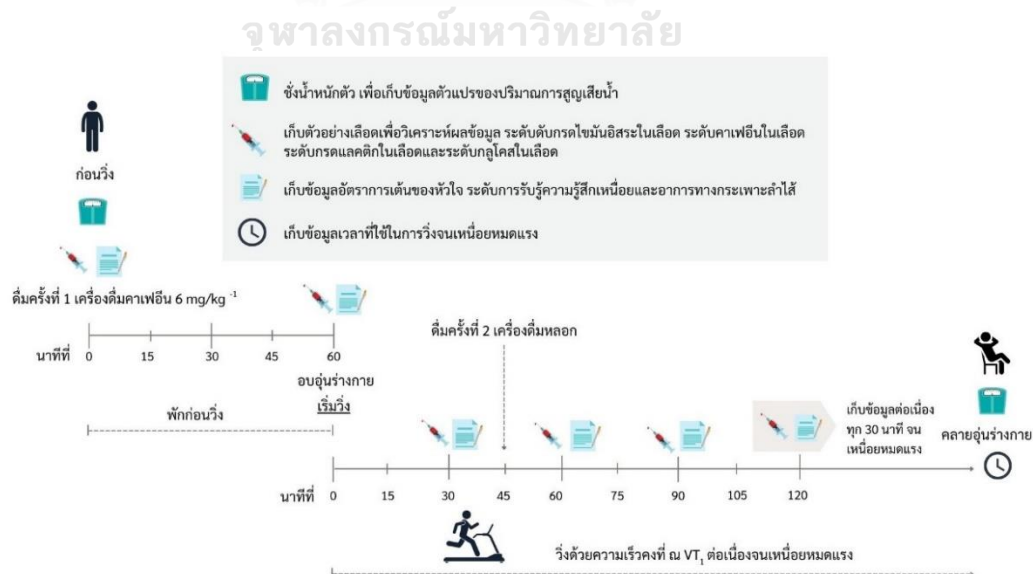 จุฬาลงกรณ์มหาวิทยาลัย
ชั่งน้ำหนักตัว เพื่อเก็บข้อมูลตัวแปรของปริมาณการสูญเสียน้ำ
เก็บตัวอย่างเลือดเพื่อวิเคราะห์ผลข้อมูล ระดับดับกรดไขมันอิสระในเลือด ระดับคาเฟอีนในเลือด
ระดับกรดแลคติกในเลือดและระดับกลูโคสในเลือด
เก็บข้อมูลอัตราการเต้นของหัวใจ ระดับการรับรู้ความรู้สึกเหนื่อยและอาการทางกระเพาะลำไส้
เก็บข้อมูลเวลาที่ใช้ในการวิ่งจนเหนื่อยหมดแรง
ก่อนวิ่ง
ดื่มครั้งที่ 1 เครื่องดื่มคาเฟอีน 6 mg/kg -1
นาทีที่ 0 15 30 45 60
อบอุ่นร่างกาย
เริ่มวิ่ง
พักก่อนวิ่ง
ดื่มครั้งที่ 2 เครื่องดื่มหลอก
เก็บข้อมูลต่อเนื่อง
ทุก 30 นาที จน
เหนื่อยหมดแรง
คลายอุ่นร่างกาย
นาทีที่ 0 15 30 45 60 75 90 105 120
วิ่งด้วยความเร็วคงที่ ณ VT1 ต่อเนื่องจนเหนื่อยหมดแรง